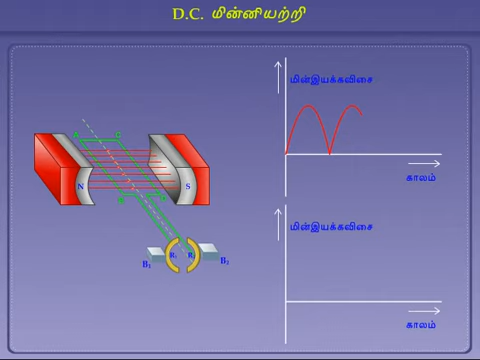 D.C. மின்னியற்றி
மின்இயக்கவிசை
A
C
N
S
B
D
R₁
R₂
B₁
B₂
காலம்
மின்இயக்கவிசை
காலம்